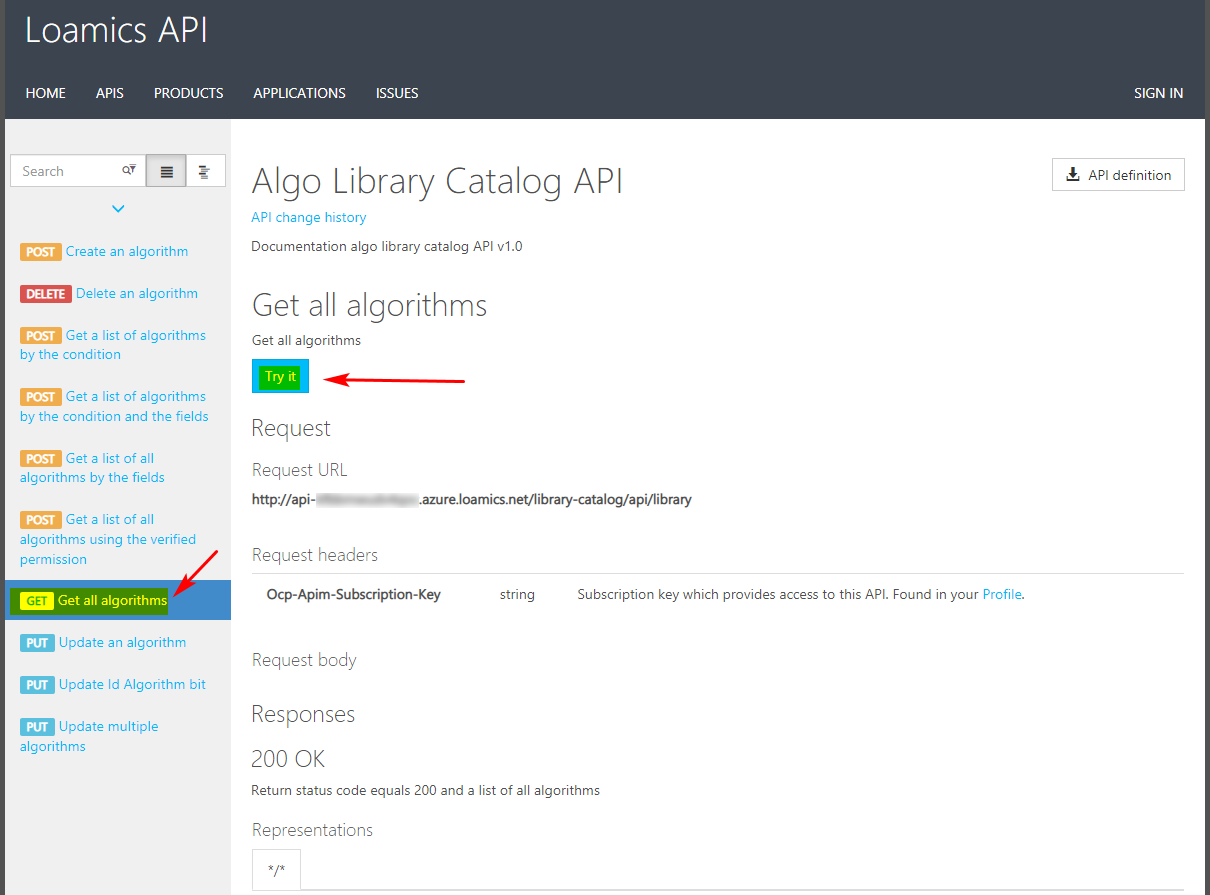 Loamics API
HOME APIS PRODUCTS APPLICATIONS ISSUES SIGN IN
Search
POST Create an algorithm
DELETE Delete an algorithm
POST Get a list of algorithms
by the condition
POST Get a list of algorithms
by the condition and the fields
POST Get a list of all
algorithms by the fields
POST Get a list of all
algorithms using the verified
permission
GET Get all algorithms
PUT Update an algorithm
PUT Update Id Algorithm bit
PUT Update multiple
algorithms
Algo Library Catalog API
API definition
API change history
Documentation algo library catalog API v1.0
Get all algorithms
Get all algorithms
Try it
Request
Request URL
http://api- .azure.loamics.net/library-catalog/api/library
Request headers
Ocp-Apim-Subscription-Key string Subscription key which provides access to this API. Found in your Profile.
Request body
Responses
200 OK
Return status code equals 200 and a list of all algorithms
Representations
*/*